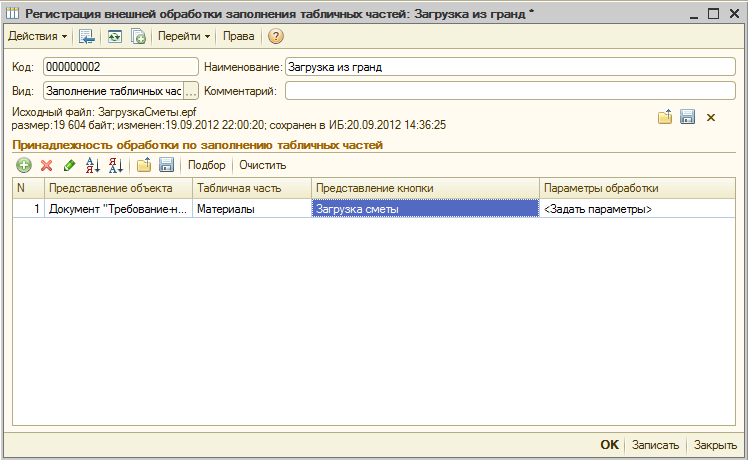 Регистрация внешней обработки заполнения табличных частей: Загрузка из гранд *
Действия Перейти Права ?
Код: 000000002 Наименование: Загрузка из гранд
Вид: Заполнение табличных час ... Комментарий:
Исходный файл: ЗагрузкаСметы.epf
размер:19 604 байт; изменен:19.09.2012 22:00:20; сохранен в ИБ:20.09.2012 14:36:25
Принадлежность обработки по заполнению табличных частей
Подбор Очистить
N Представление объекта Табличная часть Представление кнопки Параметры обработки
1 Документ "Требование-н... Материалы Загрузка сметы <Задать параметры>
OK Записать Закрыть